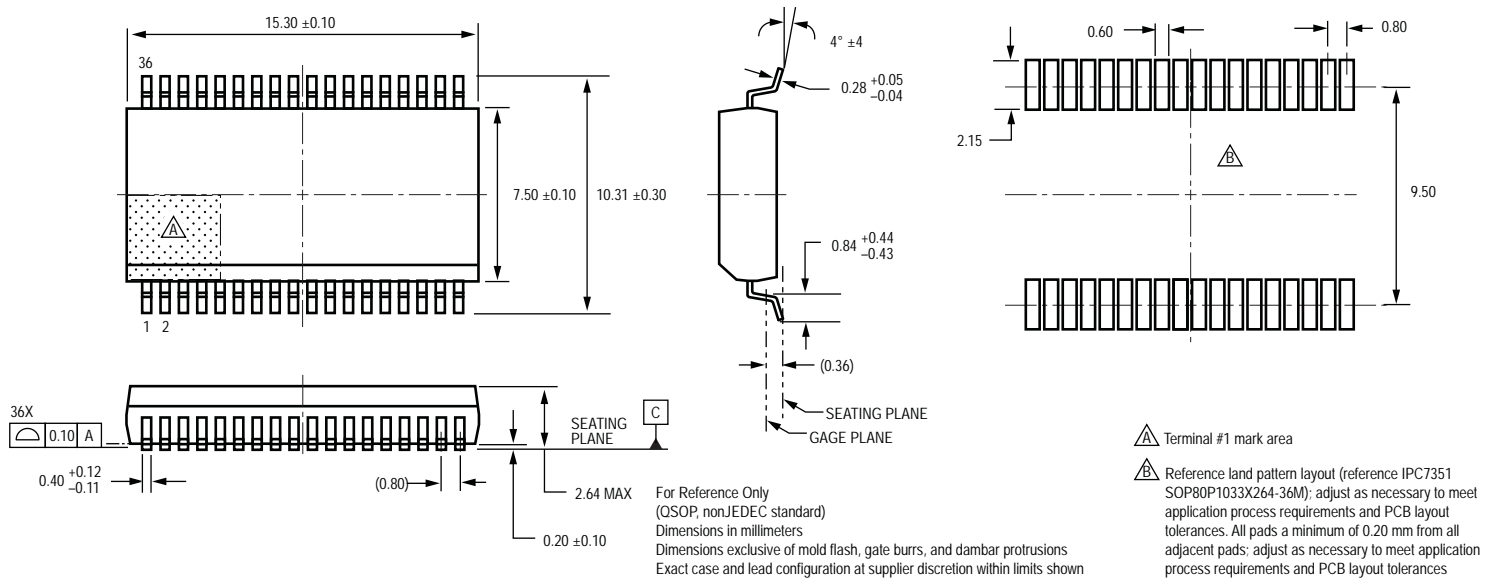 15.30 ±0.10
36
7.50 ±0.10
10.31 ±0.30
A
1 2
4° ±4
0.28 +0.05 –0.04
0.84 +0.44 –0.43
(0.36)
SEATING PLANE
GAGE PLANE
0.60
0.80
2.15
B
9.50
36X
0.10 A
0.40 +0.12 –0.11
(0.80)
SEATING
PLANE
C
2.64 MAX
0.20 ±0.10
For Reference Only
(QSOP, nonJEDEC standard)
Dimensions in millimeters
Dimensions exclusive of mold flash, gate burrs, and dambar protrusions
Exact case and lead configuration at supplier discretion within limits shown
A Terminal #1 mark area
B Reference land pattern layout (reference IPC7351
SOP80P1033X264-36M); adjust as necessary to meet
application process requirements and PCB layout
tolerances. All pads a minimum of 0.20 mm from all
adjacent pads; adjust as necessary to meet application
process requirements and PCB layout tolerances